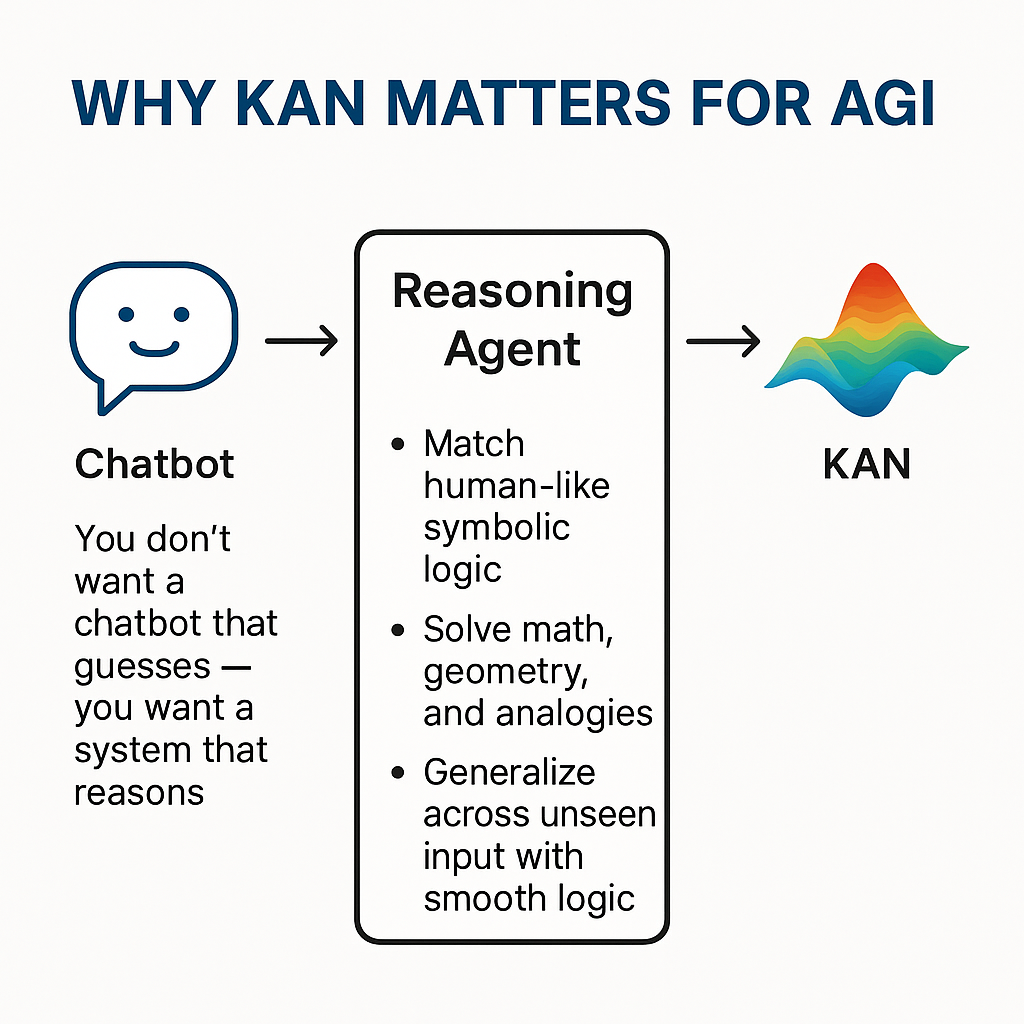 WHY KAN MATTERS FOR AGI
Chatbot
You don't
want a
chatbot that
guesses —
you want a
system that
reasons
Reasoning
Agent
• Match
human-like
symbolic
logic
• Solve math,
geometry,
and analogies
• Generalize
across unseen
input with
smooth logic
KAN